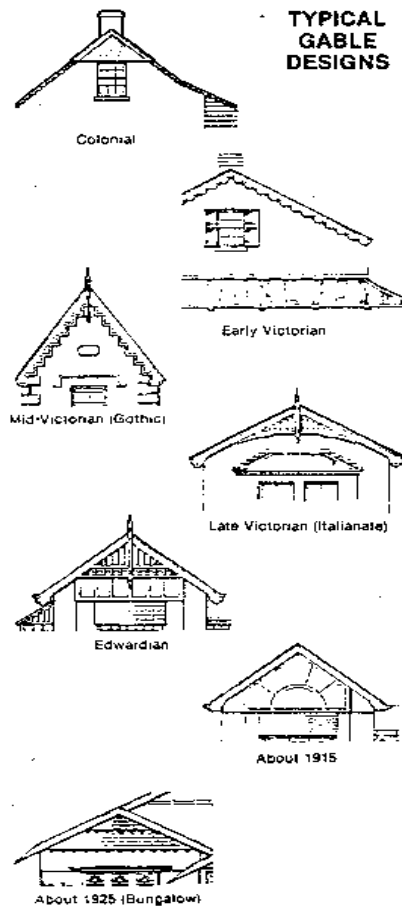 TYPICAL
GABLE
DESIGNS
Colonial
Early Victorian
Mid-Victorian (Gothic)
Late Victorian (Italianate)
Edwardian
About 1915
About 1925 (Bungalow)